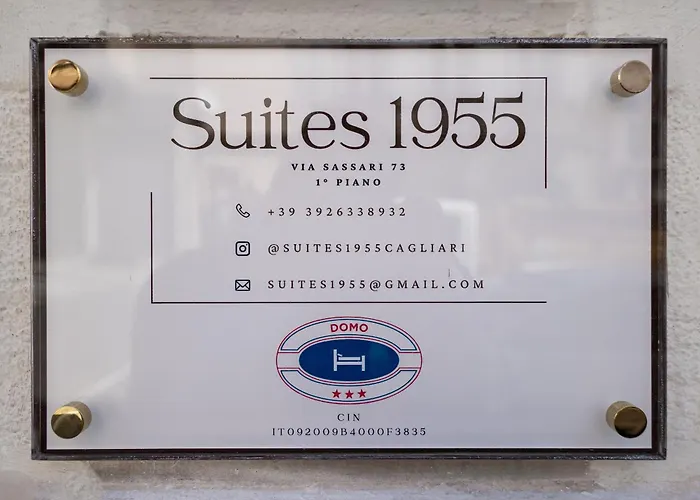 Suites 1955
VIA SASSARI 73
1° PIANO
+39 3926338932
@SUITES1955CAGLIARI
SUITES1955@GMAIL.COM
DOMO
CIN
IT092009B4000F3835